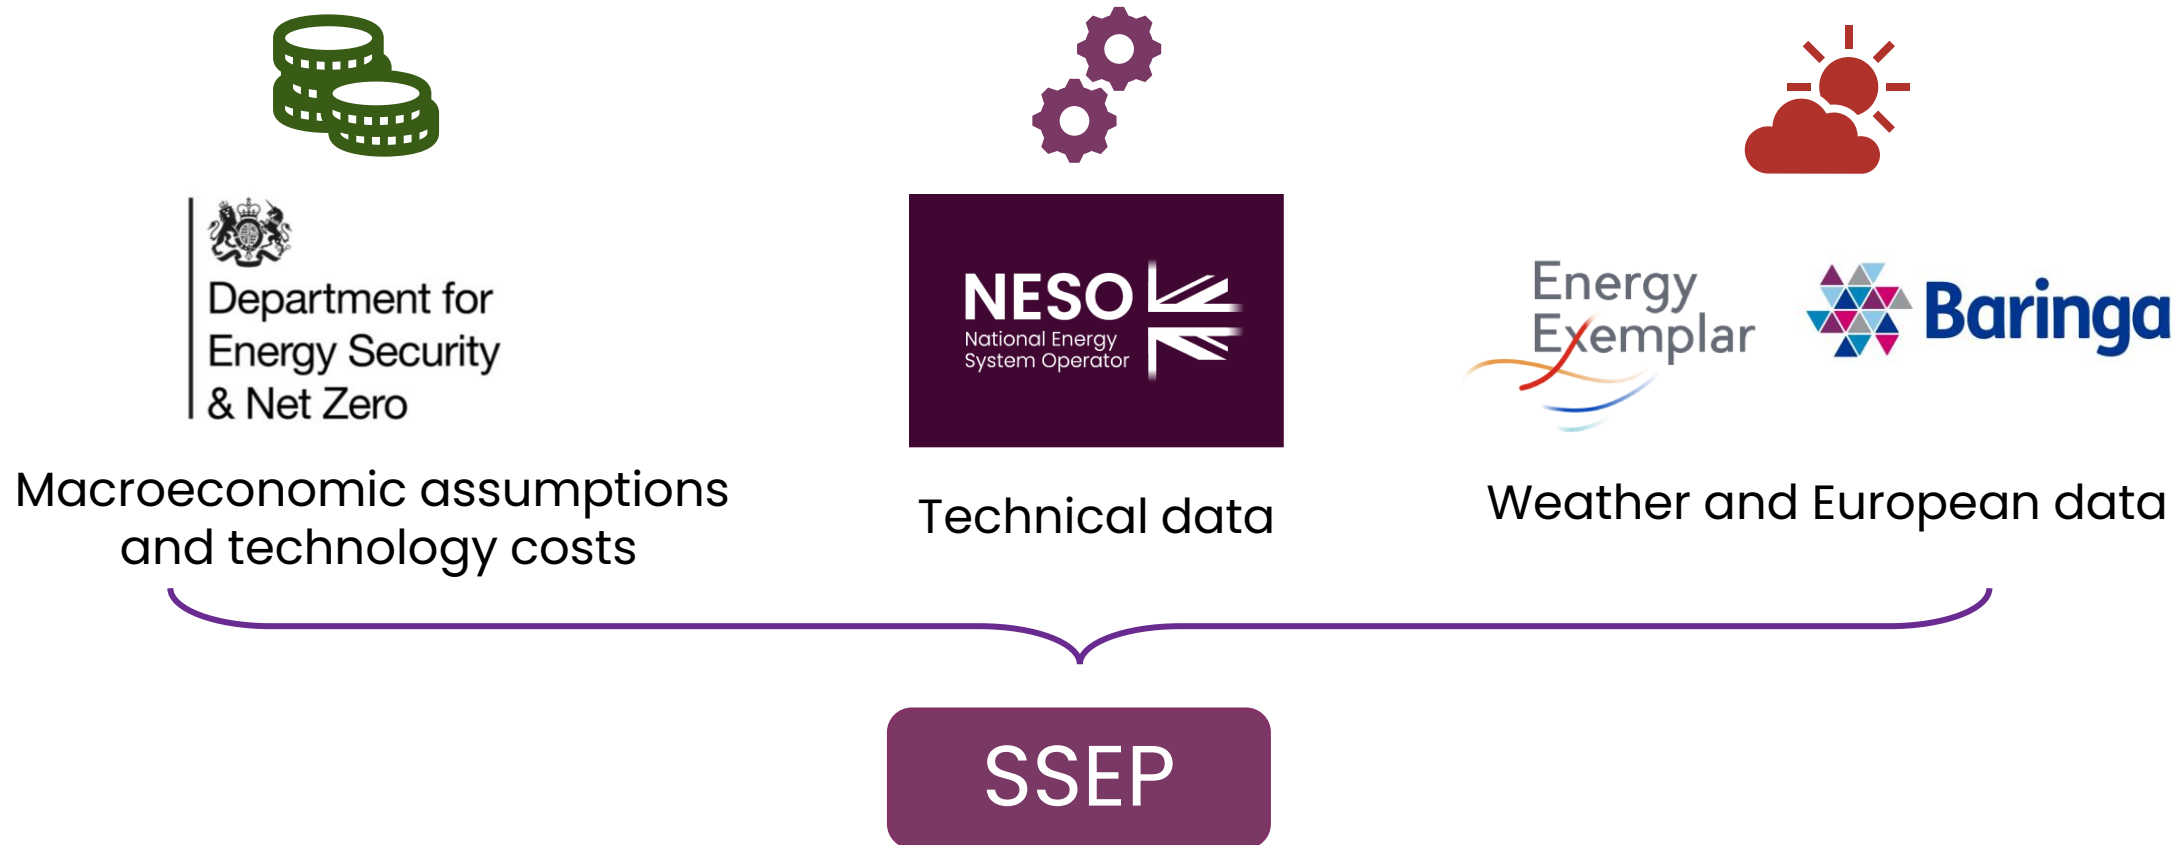 Department for
Energy Security
& Net Zero
Macroeconomic assumptions
and technology costs
NESO
National Energy
System Operator
Technical data
Energy
Exemplar
Baringa
Weather and European data
SSEP